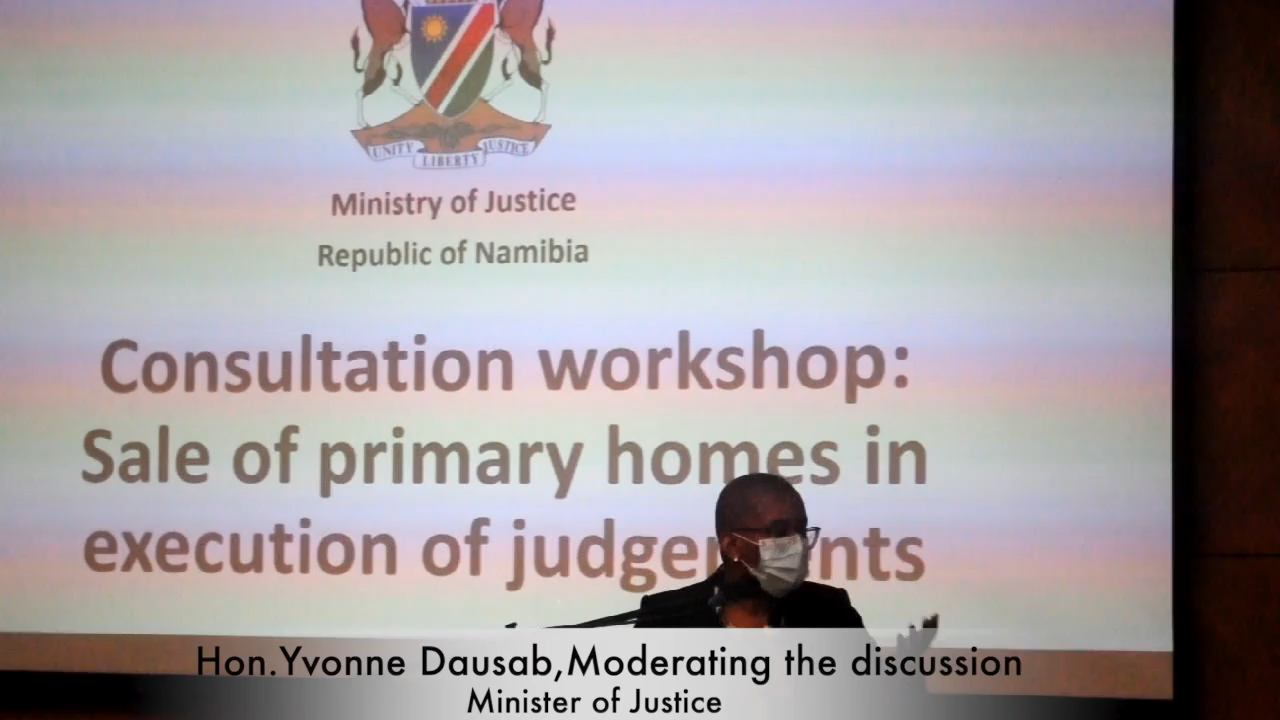 UNITY LIBERTY JUSTICE
Ministry of Justice
Republic of Namibia
Consultation workshop:
Sale of primary homes in
execution of judgements
Hon.Yvonne Dausab,Moderating the discussion
Minister of Justice